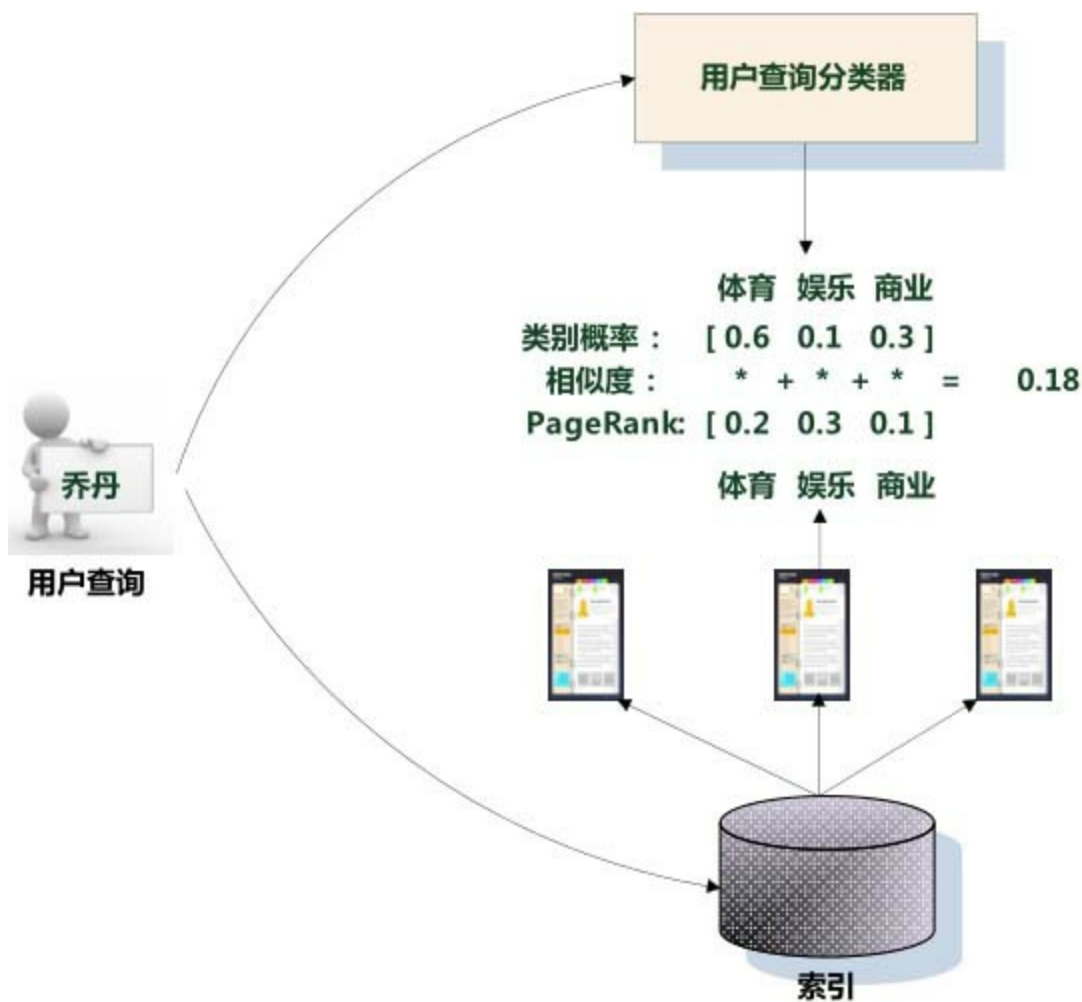 用户查询分类器
体育 娱乐 商业
类别概率： [ 0.6 0.1 0.3 ]
相似度： * + * + * = 0.18
PageRank: [ 0.2 0.3 0.1 ]
体育 娱乐 商业
乔丹
用户查询
索引